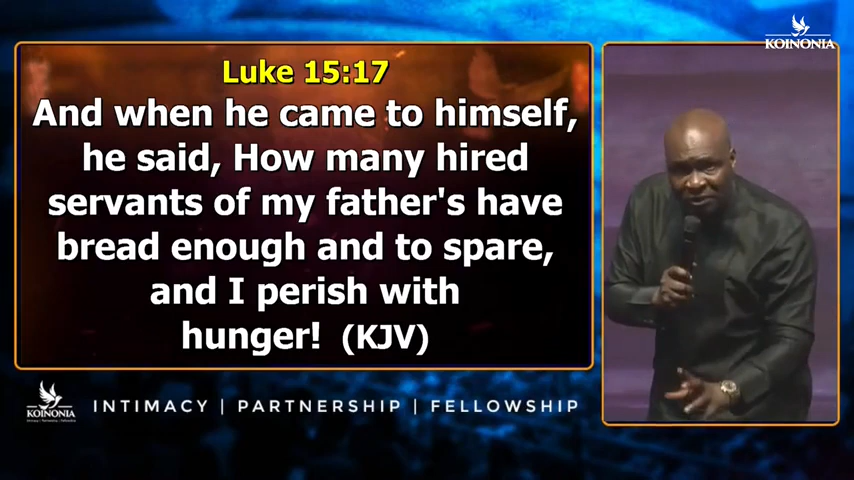 KOINONIA
Luke 15:17
And when he came to himself,
he said, How many hired
servants of my father's have
bread enough and to spare,
and I perish with
hunger! (KJV)
KOINONIA
INTIMACY | PARTNERSHIP | FELLOWSHIP